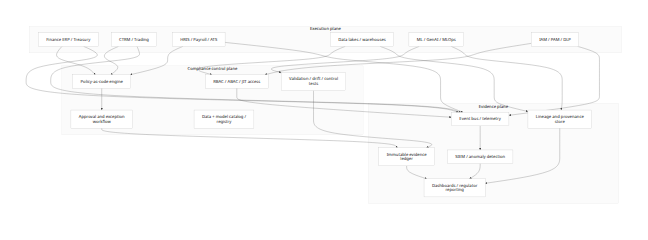 Execution plane
Finance ERP / Treasury
CTRM / Trading
HRIS / Payroll / ATS
Data lakes / warehouses
ML / GenAI / MLOps
IAM / PAM / DLP
Compliance control plane
Policy as code engine
RBAC / ABAC / JIT access
Validation / drift / control
tests
Approval and exception
workflow
Data + model catalog /
registry
Evidence plane
Event bus / telemetry
Lineage and provenance
store
Immutable evidence
ledger
SIEM / anomaly detection
Dashboards / regulator
reporting